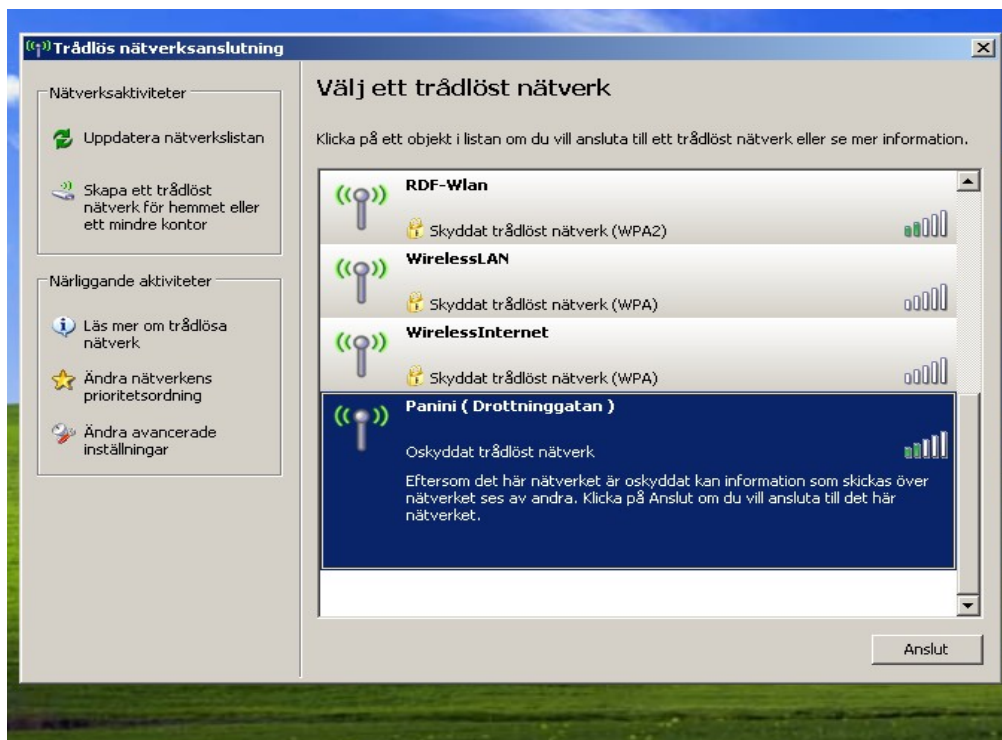 Trådlös nätverksanslutning
Nätverksaktiviteter
Uppdatera nätverkslistan
Skapa ett trådlöst
nätverk för hemmet eller
ett mindre kontor
Närliggande aktiviteter
Läs mer om trådlösa
nätverk
Ändra nätverkens
prioritetsordning
Ändra avancerade
inställningar
Välj ett trådlöst nätverk
Klicka på ett objekt i listan om du vill ansluta till ett trådlöst nätverk eller se mer information.
RDF-Wlan
Skyddat trådlöst nätverk (WPA2)
WirelessLAN
Skyddat trådlöst nätverk (WPA)
WirelessInternet
Skyddat trådlöst nätverk (WPA)
Panini ( Drottninggatan )
Oskyddat trådlöst nätverk
Eftersom det här nätverket är oskyddat kan information som skickas över
nätverket ses av andra. Klicka på Anslut om du vill ansluta till det här
nätverket.
Anslut